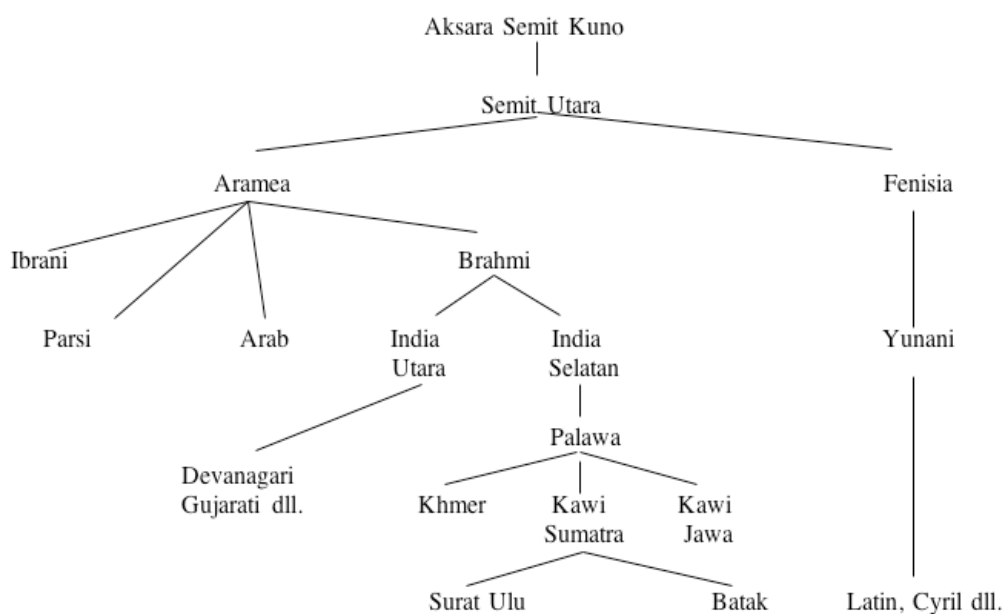 Aksara Semit Kuno
Semit Utara
Aramea
Fenisia
Ibrani
Brahmi
Parsi
Arab
India
Utara
India
Selatan
Yunani
Palawa
Devanagari
Gujarati dll.
Khmer
Kawi
Sumatra
Kawi
Jawa
Surat Ulu
Batak
Latin, Cyril dll.